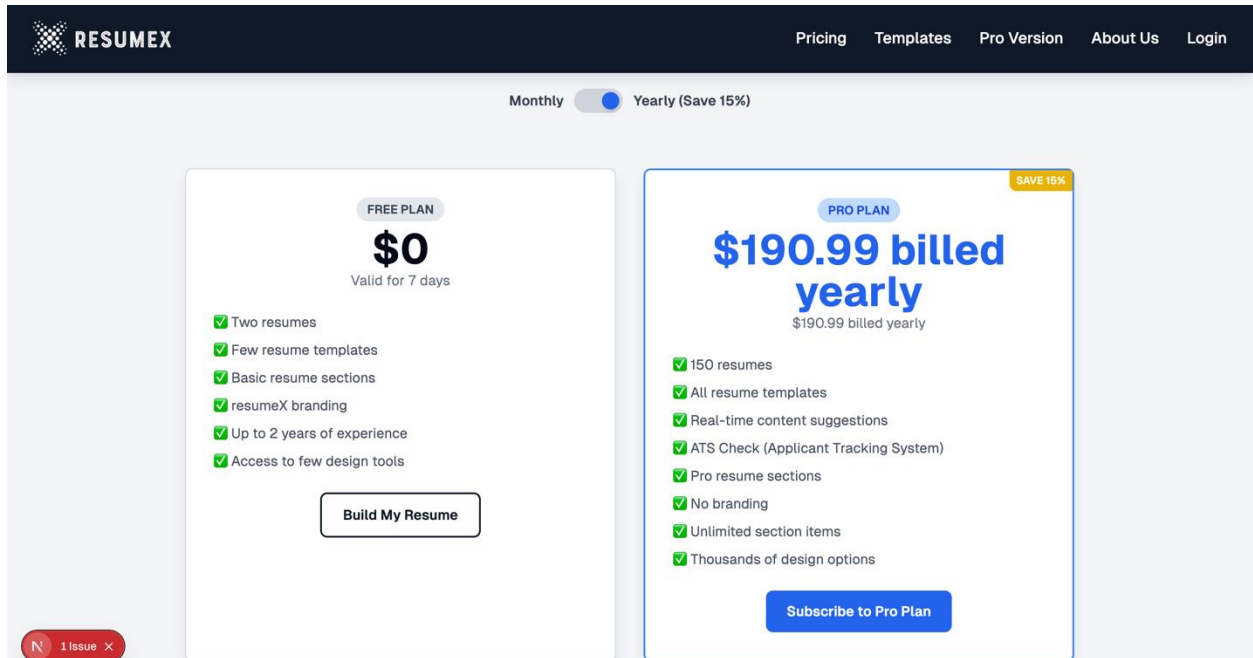 RESUMEX
Pricing Templates Pro Version About Us Login
Monthly Yearly (Save 15%)
FREE PLAN
$0
Valid for 7 days
✅ Two resumes
✅ Few resume templates
✅ Basic resume sections
✅ resumeX branding
✅ Up to 2 years of experience
✅ Access to few design tools
Build My Resume
SAVE 15%
PRO PLAN
$190.99 billed
yearly
$190.99 billed yearly
✅ 150 resumes
✅ All resume templates
✅ Real-time content suggestions
✅ ATS Check (Applicant Tracking System)
✅ Pro resume sections
✅ No branding
✅ Unlimited section items
✅ Thousands of design options
Subscribe to Pro Plan
N 1 Issue ×